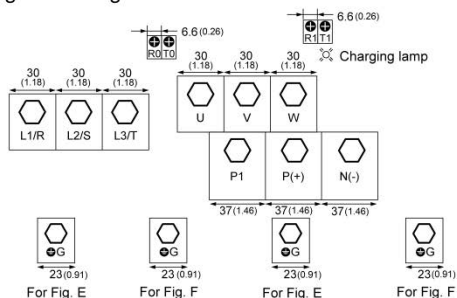 6.6(0.26)
R0 T0
6.6(0.26)
R1 T1
Charging lamp
30 30 30
(1.18) (1.18) (1.18)
30 30 30
(1.18) (1.18) (1.18)
L1/R L2/S L3/T
U V W
P1 P(+) N(-)
37(1.46) 37(1.46) 37(1.46)
G G G G
23(0.91) 23(0.91) 23(0.91) 23(0.91)
For Fig. E For Fig. F For Fig. E For Fig. F